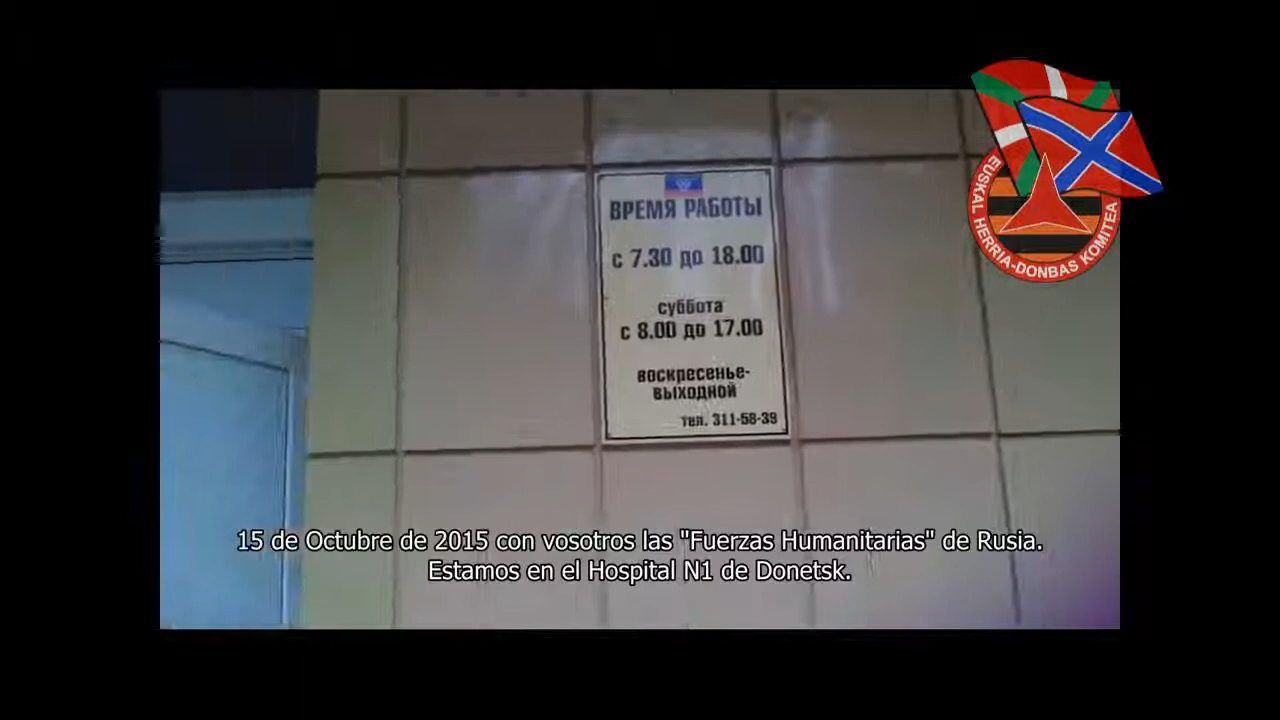 ВРЕМЯ РАБОТЫ
с 7.30 до 18.00
суббота
с 8.00 до 17.00
воскресенье-
выходной
тел. 311-58-39
EUSKAL HERRIA-DONBAS KOMITEA
15 de Octubre de 2015 con vosotros las "Fuerzas Humanitarias" de Rusia.
Estamos en el Hospital N1 de Donetsk.